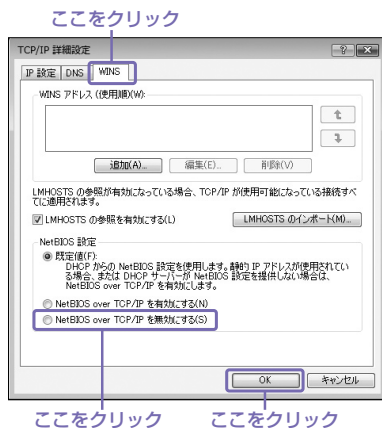 ここをクリック
TCP/IP 詳細設定
IP 設定 DNS WINS
WINS アドレス (使用順)(W):
追加(A)... 編集(E)... 削除(V)
LMHOSTS の参照が有効になっている場合、TCP/IP が使用可能になっている接続すべ
てに適用されます。
LMHOSTS の参照を有効にする(L) LMHOSTS のインポート(M)...
NetBIOS 設定
既定値(F):
DHCP からの NetBIOS 設定を使用します。静的 IP アドレスが使用されてい
る場合、または DHCP サーバーが NetBIOS 設定を提供しない場合は、
NetBIOS over TCP/IP を有効にします。
NetBIOS over TCP/IP を有効にする(N)
NetBIOS over TCP/IP を無効にする(S)
OK キャンセル
ここをクリック ここをクリック